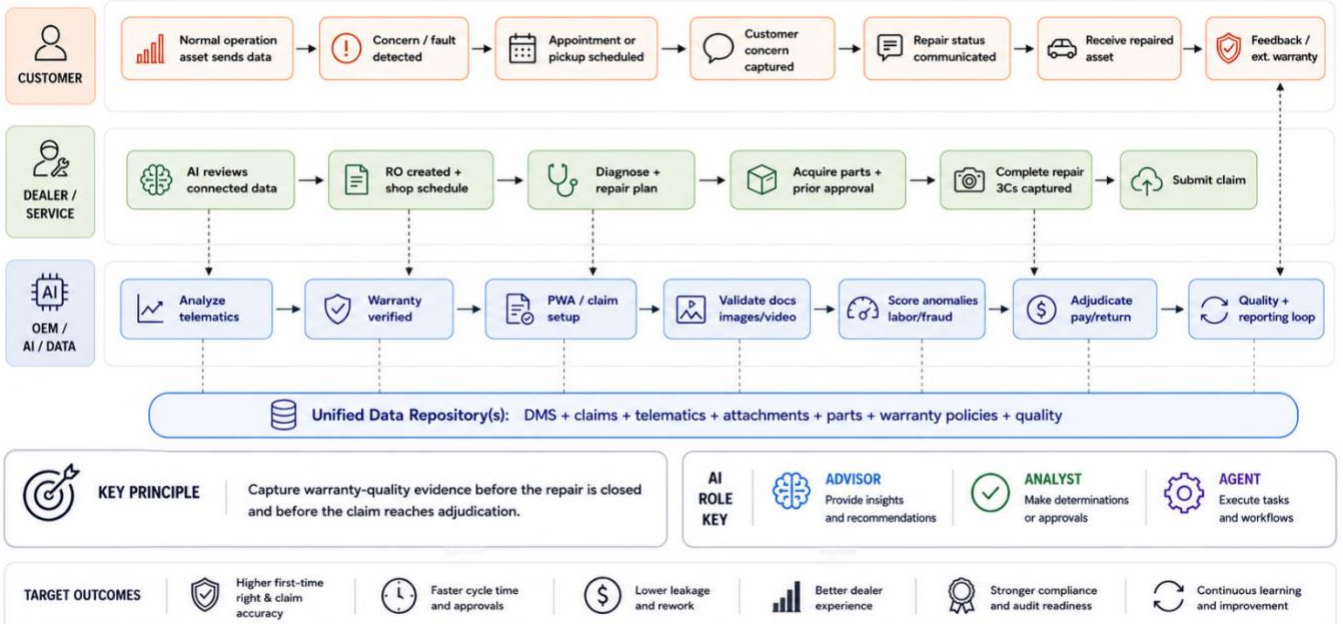 CUSTOMER
Normal operation
asset sends data
Concern / fault
detected
Appointment or
pickup scheduled
Customer
concern
captured
Repair status
communicated
Receive repaired
asset
Feedback /
ext. warranty
DEALER /
SERVICE
AI reviews
connected data
RO created +
shop schedule
Diagnose +
repair plan
Acquire parts +
prior approval
Complete repair
3Cs captured
Submit claim
AI
OEM /
AI / DATA
Analyze
telematics
Warranty
verified
PWA / claim
setup
Validate docs
images/video
Score anomalies
labor/fraud
$
Adjudicate
pay/return
Quality +
reporting loop
Unified Data Repository(s): DMS + claims + telematics + attachments + parts + warranty policies + quality
KEY PRINCIPLE
Capture warranty-quality evidence before the repair is closed
and before the claim reaches adjudication.
AI
ROLE
KEY
ADVISOR
Provide insights
and recommendations
ANALYST
Make determinations
or approvals
AGENT
Execute tasks
and workflows
TARGET OUTCOMES
Higher first-time
right & claim
accuracy
Faster cycle time
and approvals
$
Lower leakage
and rework
Better dealer
experience
Stronger compliance
and audit readiness
Continuous learning
and improvement